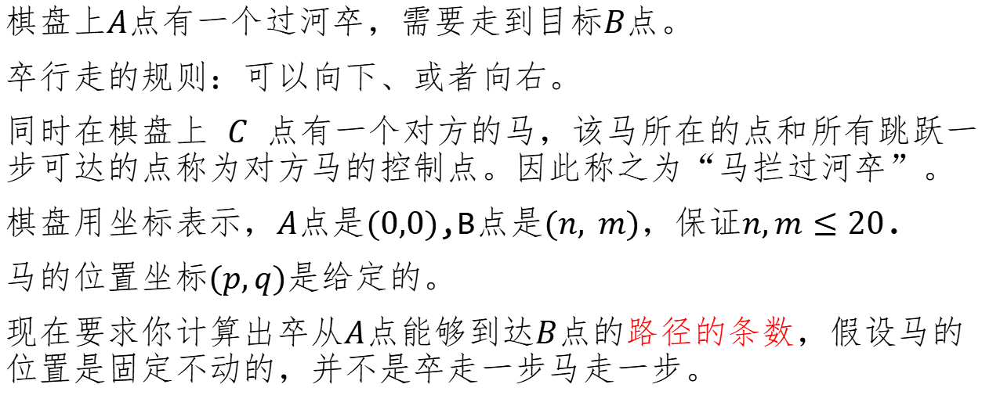 棋盘上A点有一个过河卒，需要走到目标B点。
卒行走的规则：可以向下、或者向右。
同时在棋盘上 C 点有一个对方的马，该马所在的点和所有跳跃一
步可达的点称为对方马的控制点。因此称之为“马拦过河卒”。
棋盘用坐标表示，A点是(0,0),B点是(n, m)，保证n,m ≤ 20.
马的位置坐标(p,q)是给定的。
现在要求你计算出卒从A点能够到达B点的路径的条数，假设马的
位置是固定不动的，并不是卒走一步马走一步。